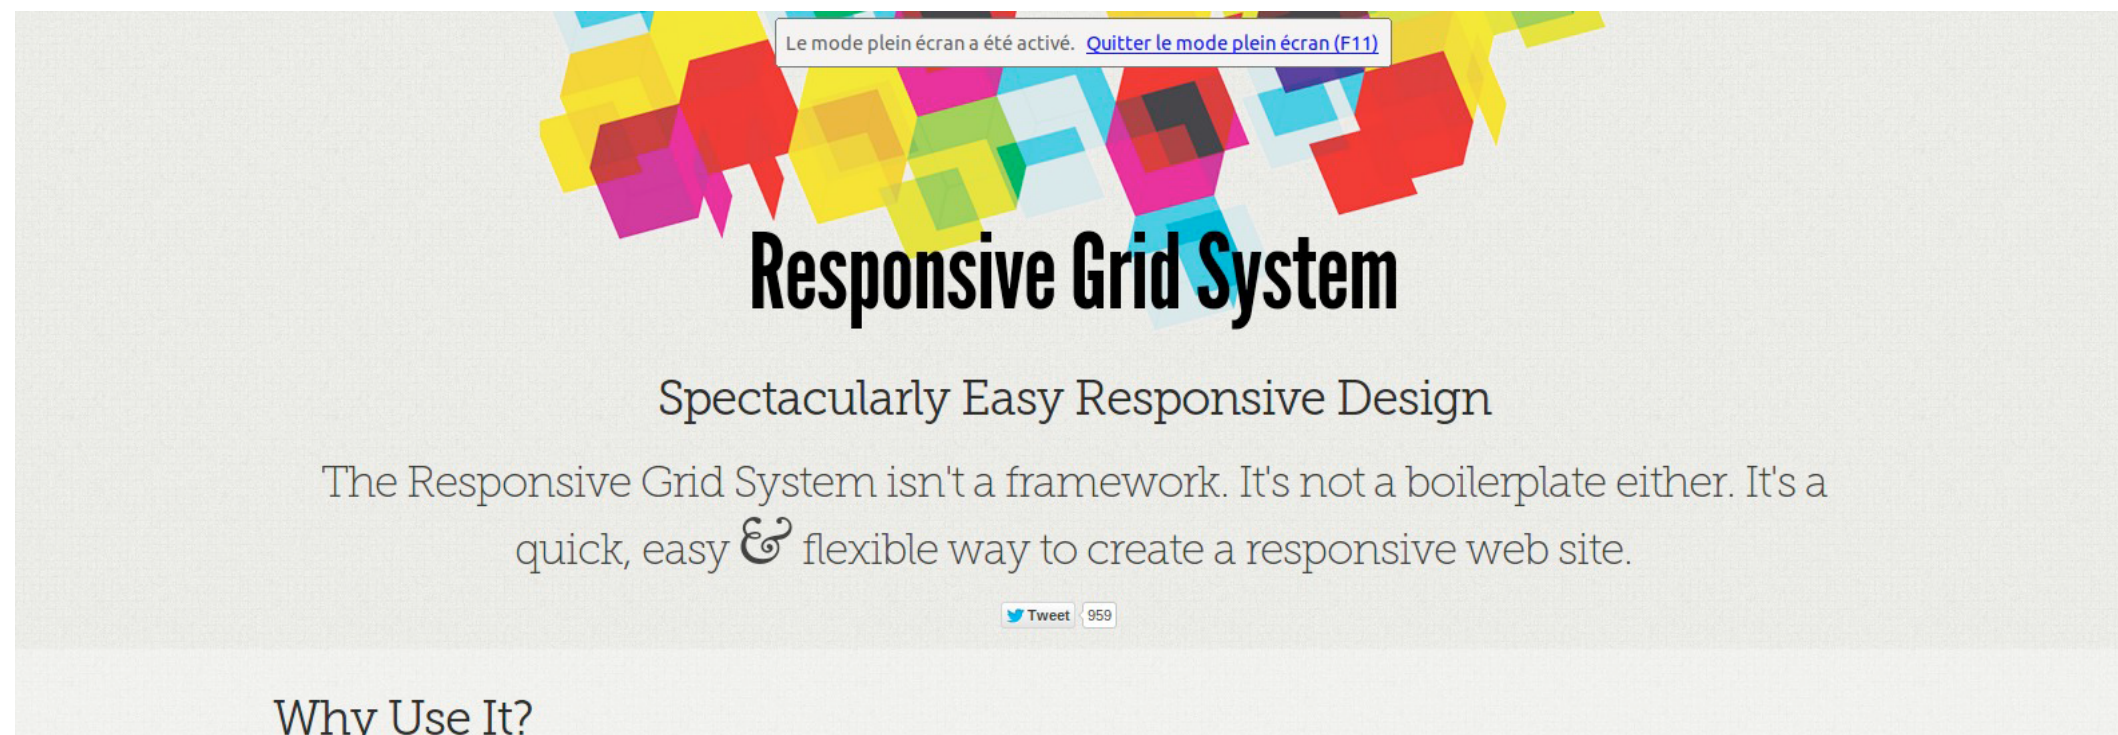 Le mode plein écran a été activé. Quitter le mode plein écran (F11)
Responsive Grid System
Spectacularly Easy Responsive Design
The Responsive Grid System isn't a framework. It's not a boilerplate either. It's a
quick, easy & flexible way to create a responsive web site.
Tweet 959
Why Use It?